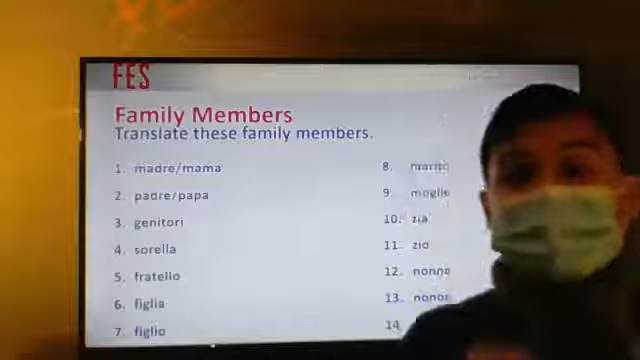 FES
Family Members
Translate these family members.
1. madre/mama
2. padre/papa
3. genitori
4. sorella
5. fratello
6. figlia
7. figlio
8. marito
9. moglie
10. zia
11. zio
12. nonno
13.
14